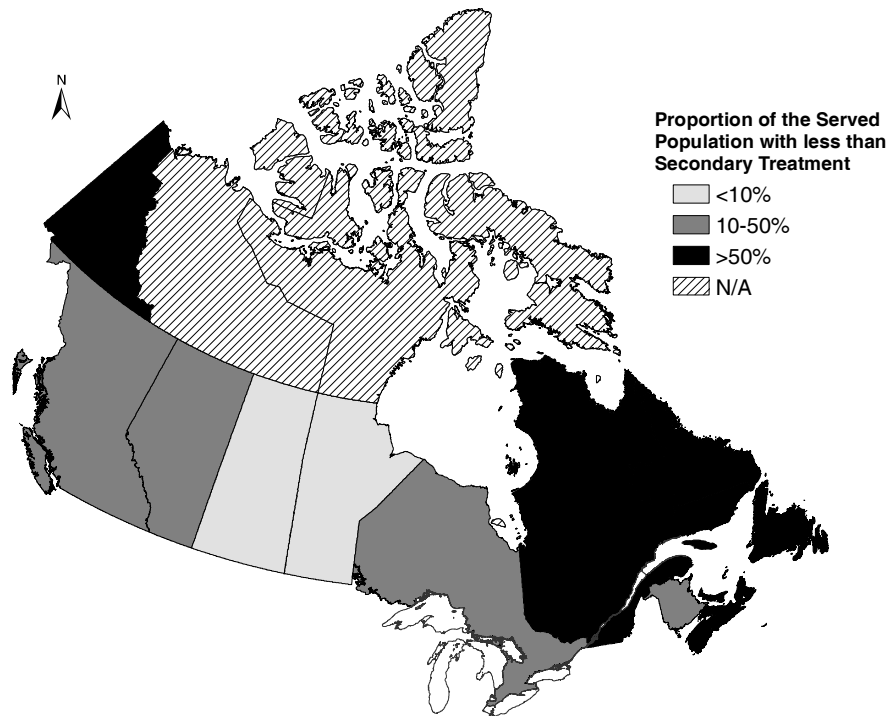 N
Proportion of the Served
Population with less than
Secondary Treatment
<10%
10-50%
>50%
N/A